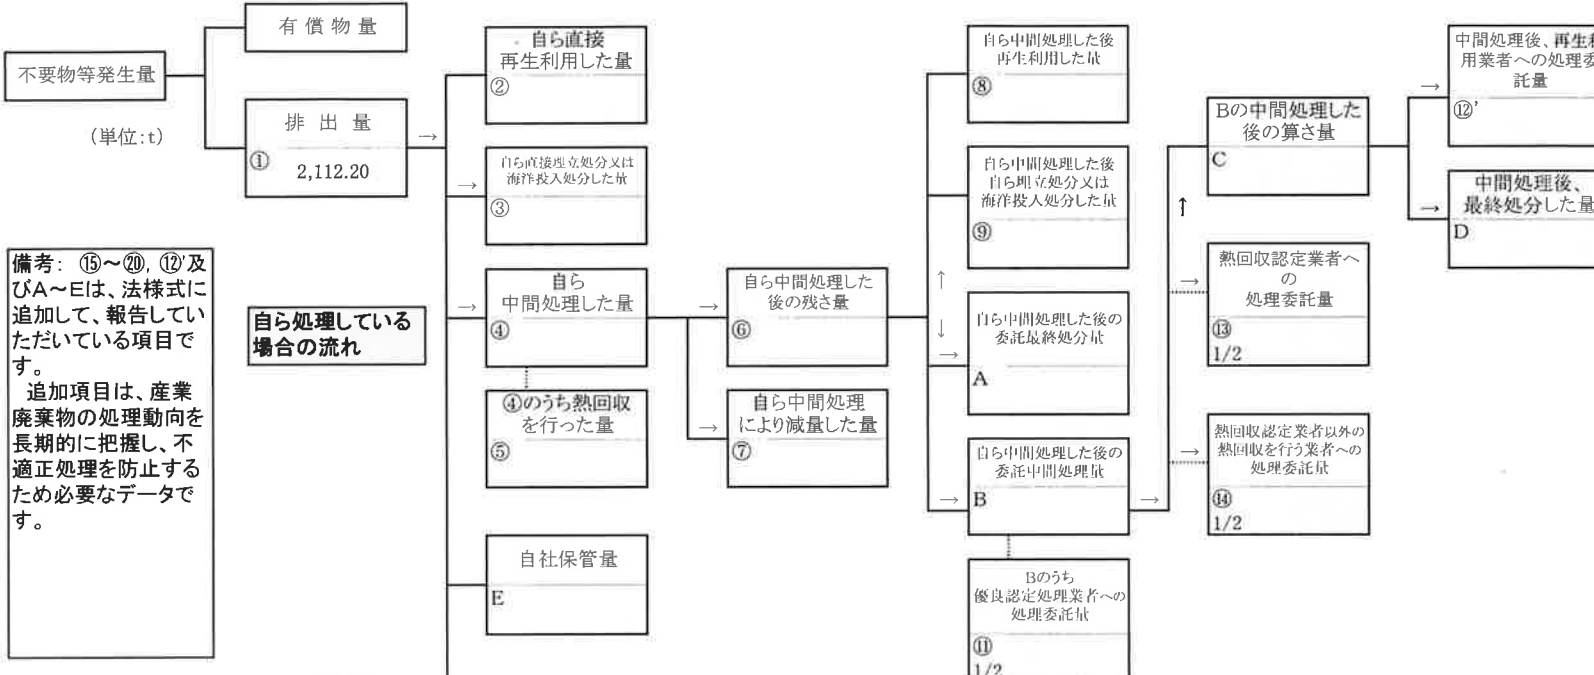 有償物量
不要物等発生量
(単位:t)
排出量
①
2,112.20
→
備考: ⑮～⑳, ⑫'及
びA～Eは、法様式に
追加して、報告してい
ただいている項目で
す。
追加項目は、産業
廃棄物の処理動向を
長期的に把握し、不
適正処理を防止する
ため必要なデータで
す。
自ら処理している
場合の流れ
自ら直接
再生利用した量
②
→
自ら直接埋立処分又は
海洋投入処分した量
③
→
自ら
中間処理した量
④
④のうち熱回収
を行った量
⑤
自社保管量
E
→
自ら中間処理した
後の残さ量
⑥
→
自ら中間処理
により減量した量
⑦
自ら中間処理した後
再生利用した量
⑧
自ら中間処理した後
自ら埋立処分又は
海洋投入処分した量
⑨
↑
↓
→
自ら中間処理した後の
委託最終処分量
A
→
自ら中間処理した後の
委託中間処理量
B
→
Bのうち
優良認定処理業者への
処理委託量
⑪
1/2
Bの中間処理した
後の算さ量
C
↑
→
熱回収認定業者へ
の
処理委託量
⑬
1/2
→
熱回収認定業者以外の
熱回収を行う業者への
処理委託量
⑭
1/2
→
中間処理後、再生利
用業者への処理委
託量
⑫'
→
中間処理後、
最終処分した量
D